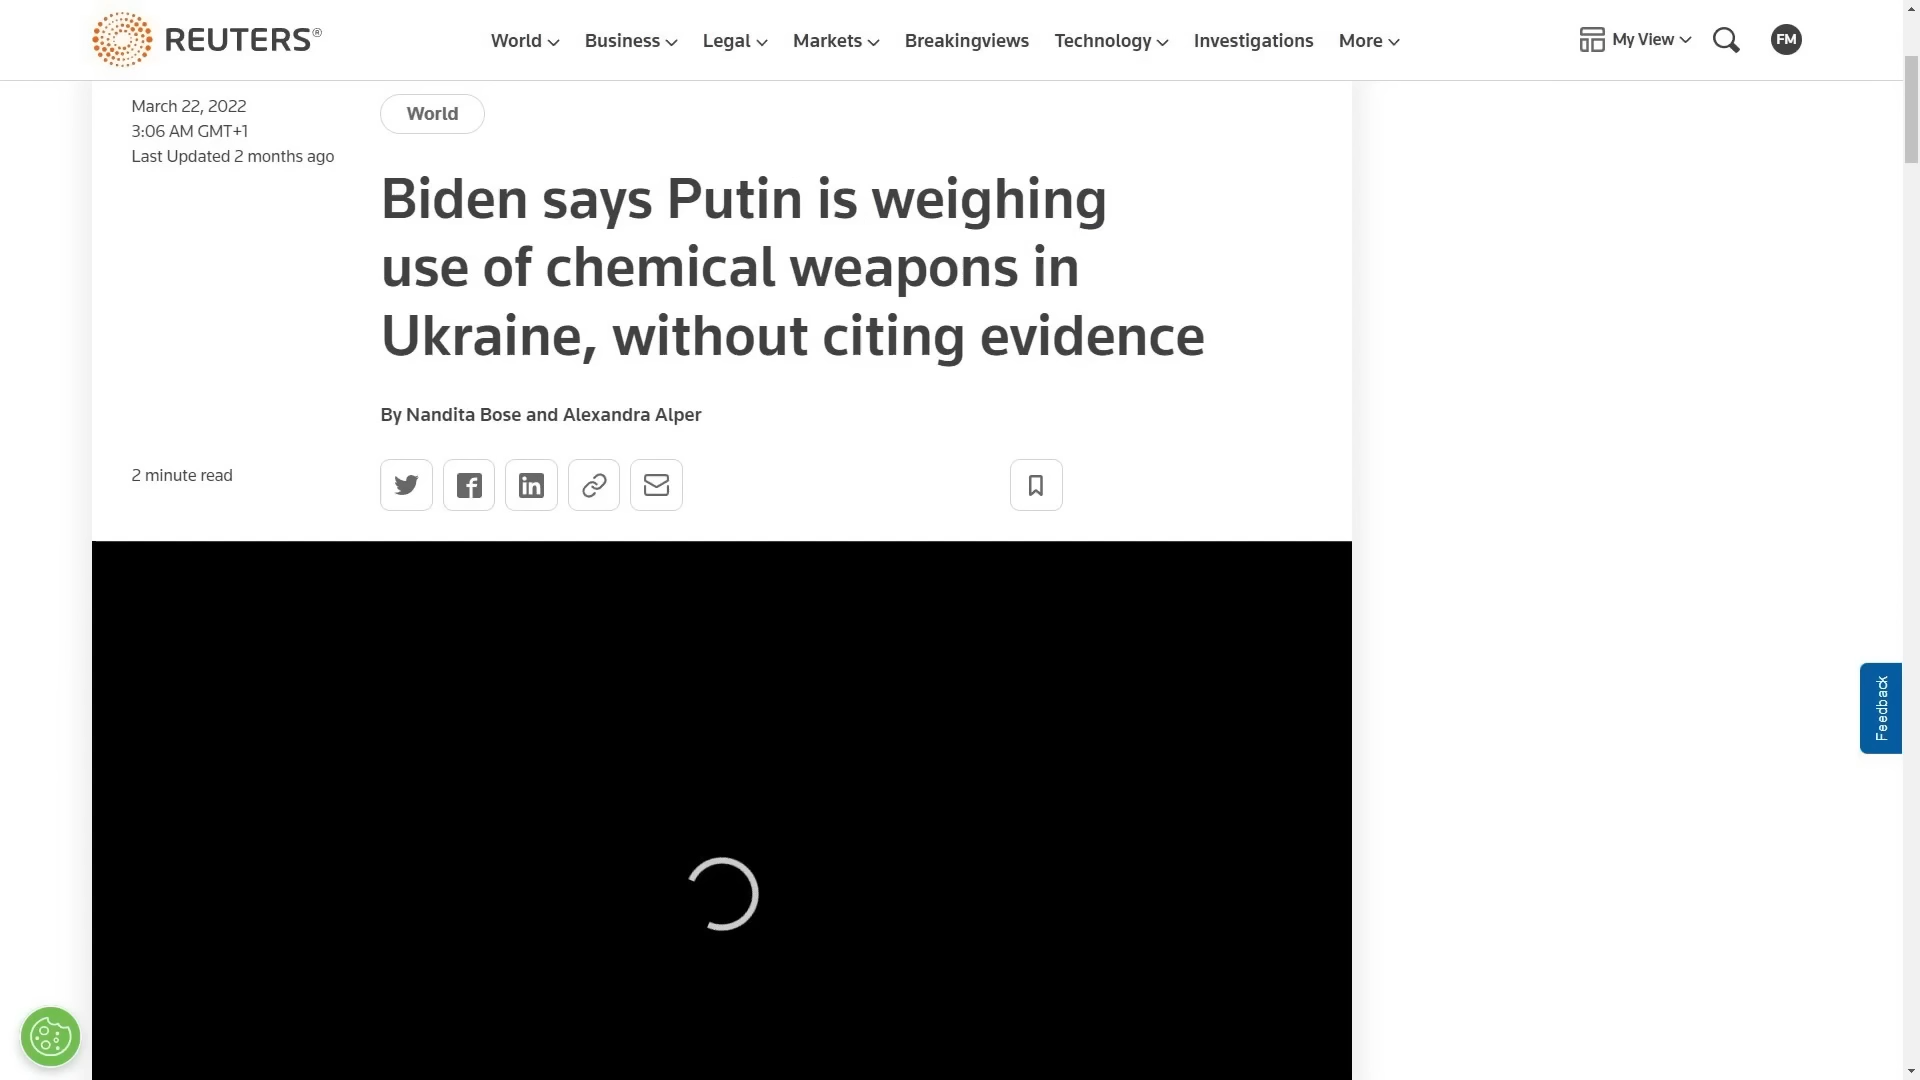 REUTERS®
World
Business
Legal
Markets
Breakingviews
Technology
Investigations
More
My View
FM
March 22, 2022
3:06 AM GMT+1
Last Updated 2 months ago
World
Biden says Putin is weighing
use of chemical weapons in
Ukraine, without citing evidence
By Nandita Bose and Alexandra Alper
2 minute read
in
Feedback